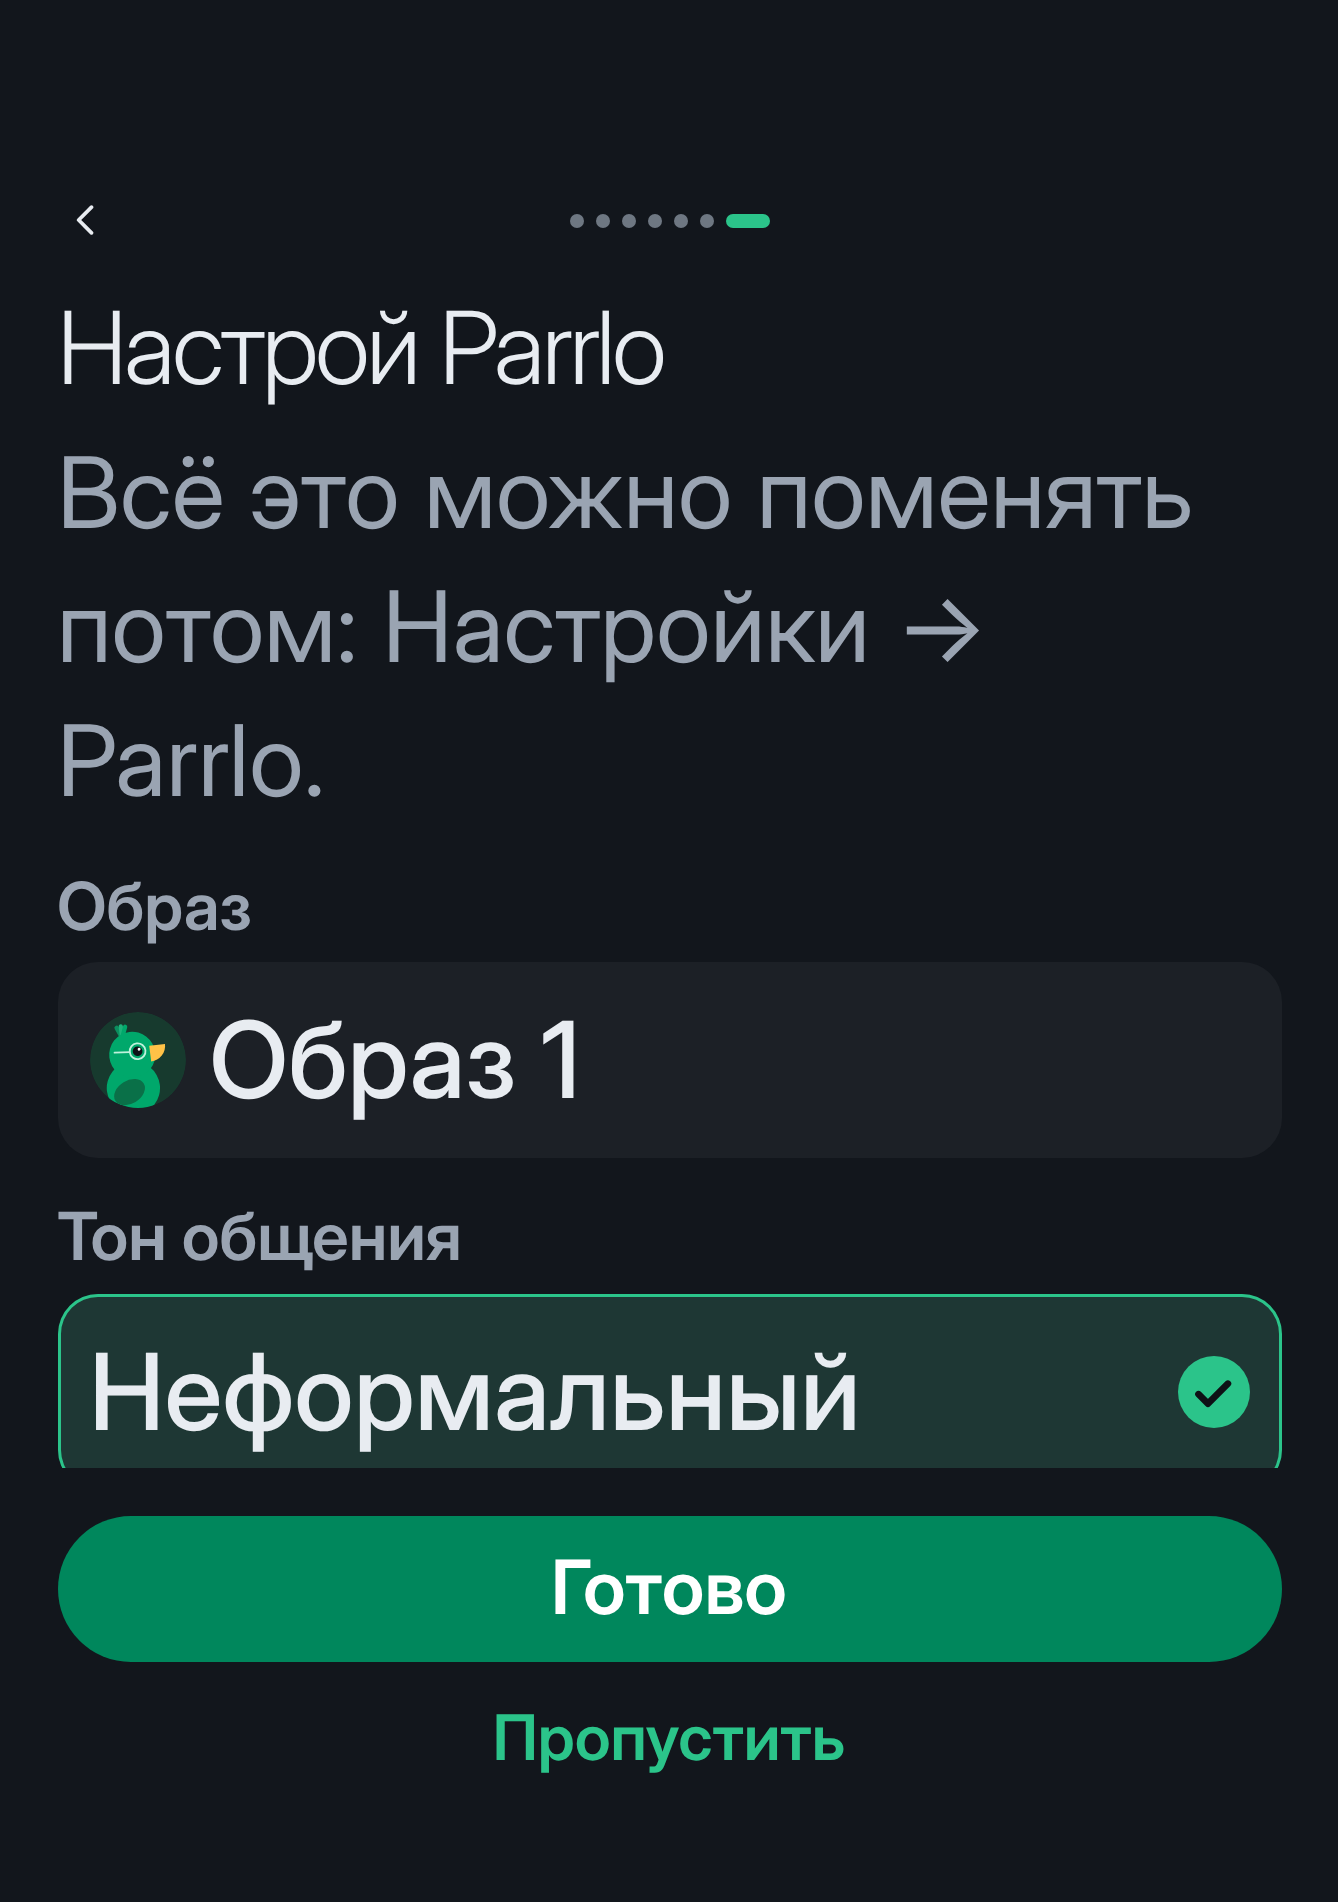 Настрой Parrlo
Всё это можно поменять
потом: Настройки →
Parrlo.
Образ
Образ 1
Тон общения
Неформальный
Готово
Пропустить